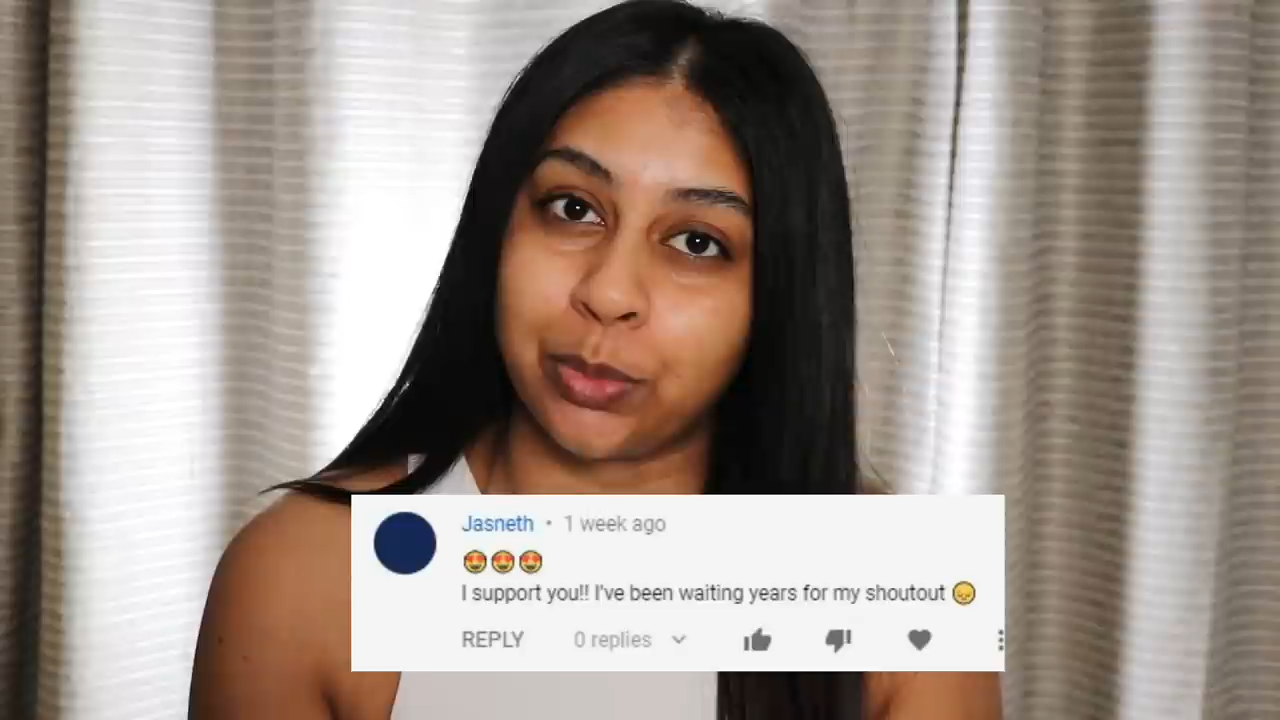 Jasneth • 1 week ago
😍😍😍
I support you!! I've been waiting years for my shoutout 😞
REPLY 0 replies